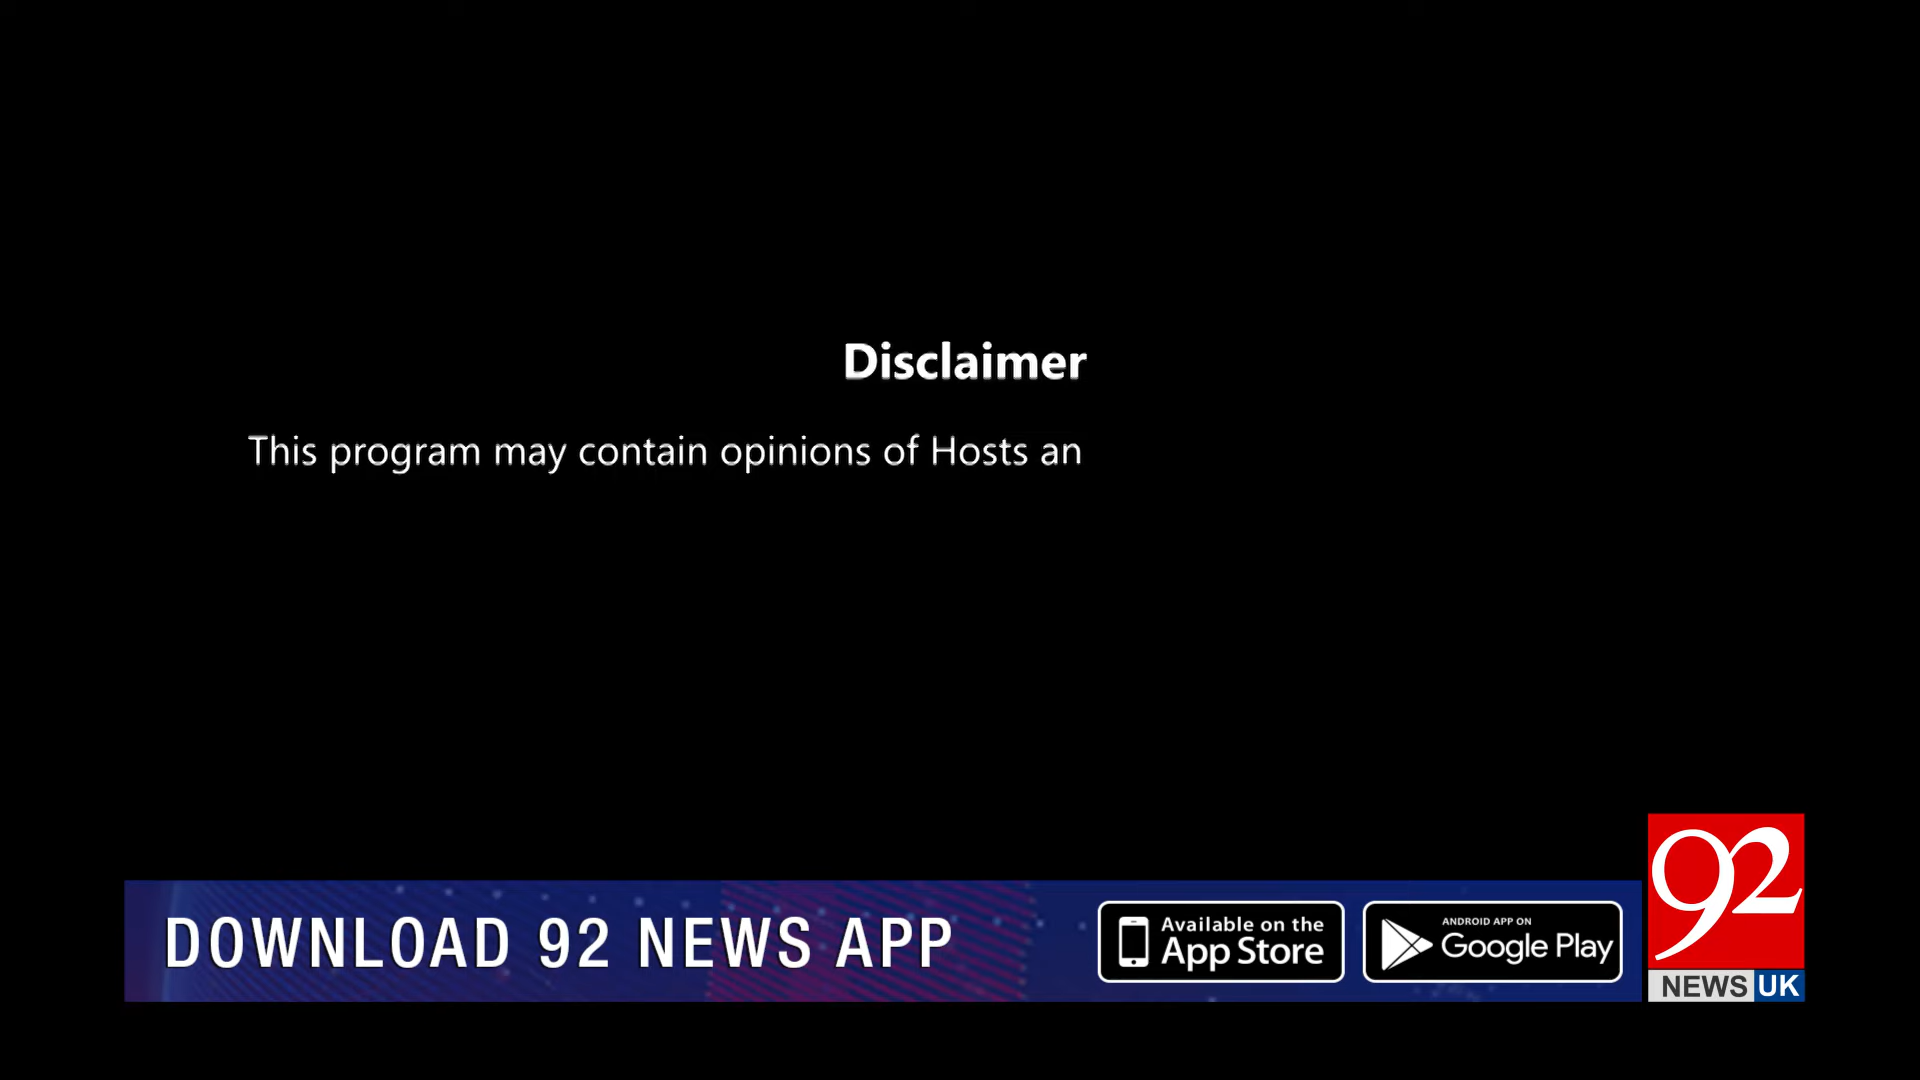 Disclaimer
This program may contain opinions of Hosts an
DOWNLOAD 92 NEWS APP
Available on the
App Store
ANDROID APP ON
Google Play
92
NEWS UK